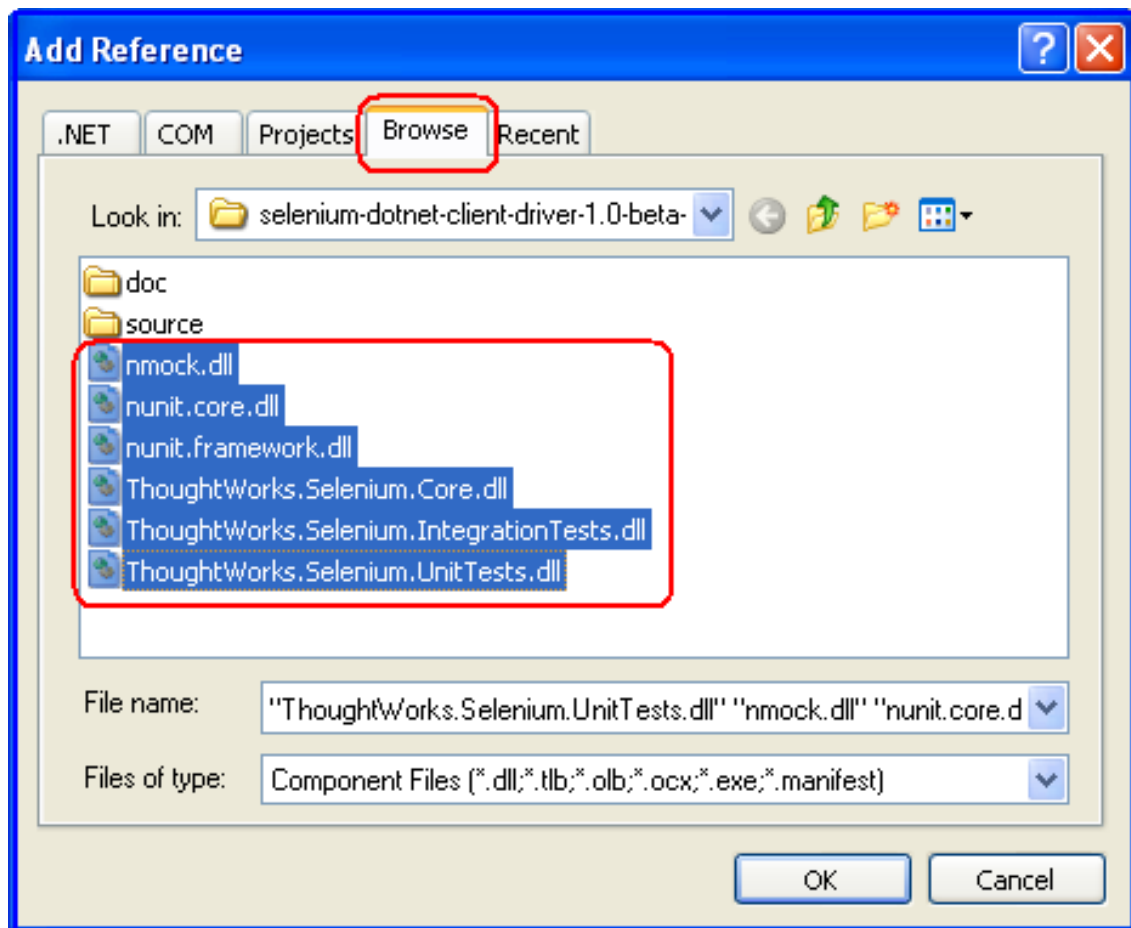 Add Reference
.NET COM Projects Browse Recent
Look in: selenium-dotnet-client-driver-1.0-beta-
doc
source
nmock.dll
nunit.core.dll
nunit.framework.dll
ThoughtWorks.Selenium.Core.dll
ThoughtWorks.Selenium.IntegrationTests.dll
ThoughtWorks.Selenium.UnitTests.dll
File name: "ThoughtWorks.Selenium.UnitTests.dll" "nmock.dll" "nunit.core.d
Files of type: Component Files (*.dll;*.tlb;*.olb;*.ocx;*.exe;*.manifest)
OK Cancel